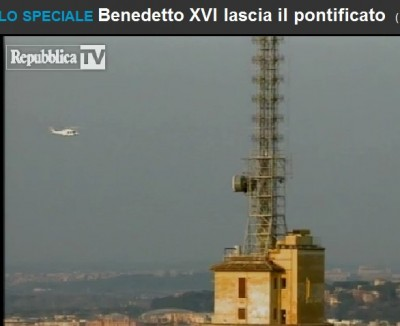 LO SPECIALE Benedetto XVI lascia il pontificato (
Repubblica TV